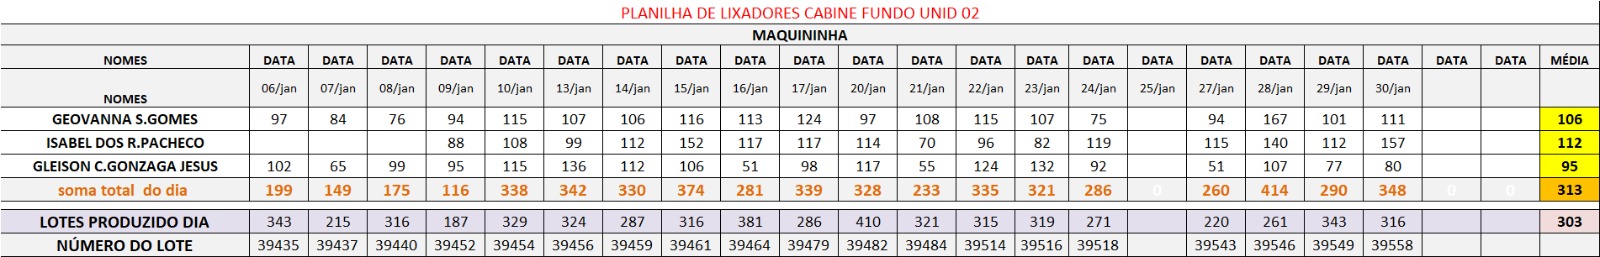 PLANILHA DE LIXADORES CABINE FUNDO UNID 02
MAQUININHA
NOMES DATA DATA DATA DATA DATA DATA DATA DATA DATA DATA DATA DATA DATA DATA DATA DATA DATA DATA DATA DATA DATA DATA MÉDIA
NOMES 06/jan 07/jan 08/jan 09/jan 10/jan 13/jan 14/jan 15/jan 16/jan 17/jan 20/jan 21/jan 22/jan 23/jan 24/jan 25/jan 27/jan 28/jan 29/jan 30/jan
GEOVANNA S.GOMES 97 84 76 94 115 107 106 116 113 124 97 108 115 107 75 94 167 101 111 106
ISABEL DOS R.PACHECO 88 108 99 112 152 117 117 114 70 96 82 119 115 140 112 157 112
GLEISON C.GONZAGA JESUS 102 65 99 95 115 136 112 106 51 98 117 55 124 132 92 51 107 77 80 95
soma total do dia 199 149 175 116 338 342 330 374 281 339 328 233 335 321 286 0 260 414 290 348 0 0 313
LOTES PRODUZIDO DIA 343 215 316 187 329 324 287 316 381 286 410 321 315 319 271 220 261 343 316 303
NÚMERO DO LOTE 39435 39437 39440 39452 39454 39456 39459 39461 39464 39479 39482 39484 39514 39516 39518 39543 39546 39549 39558